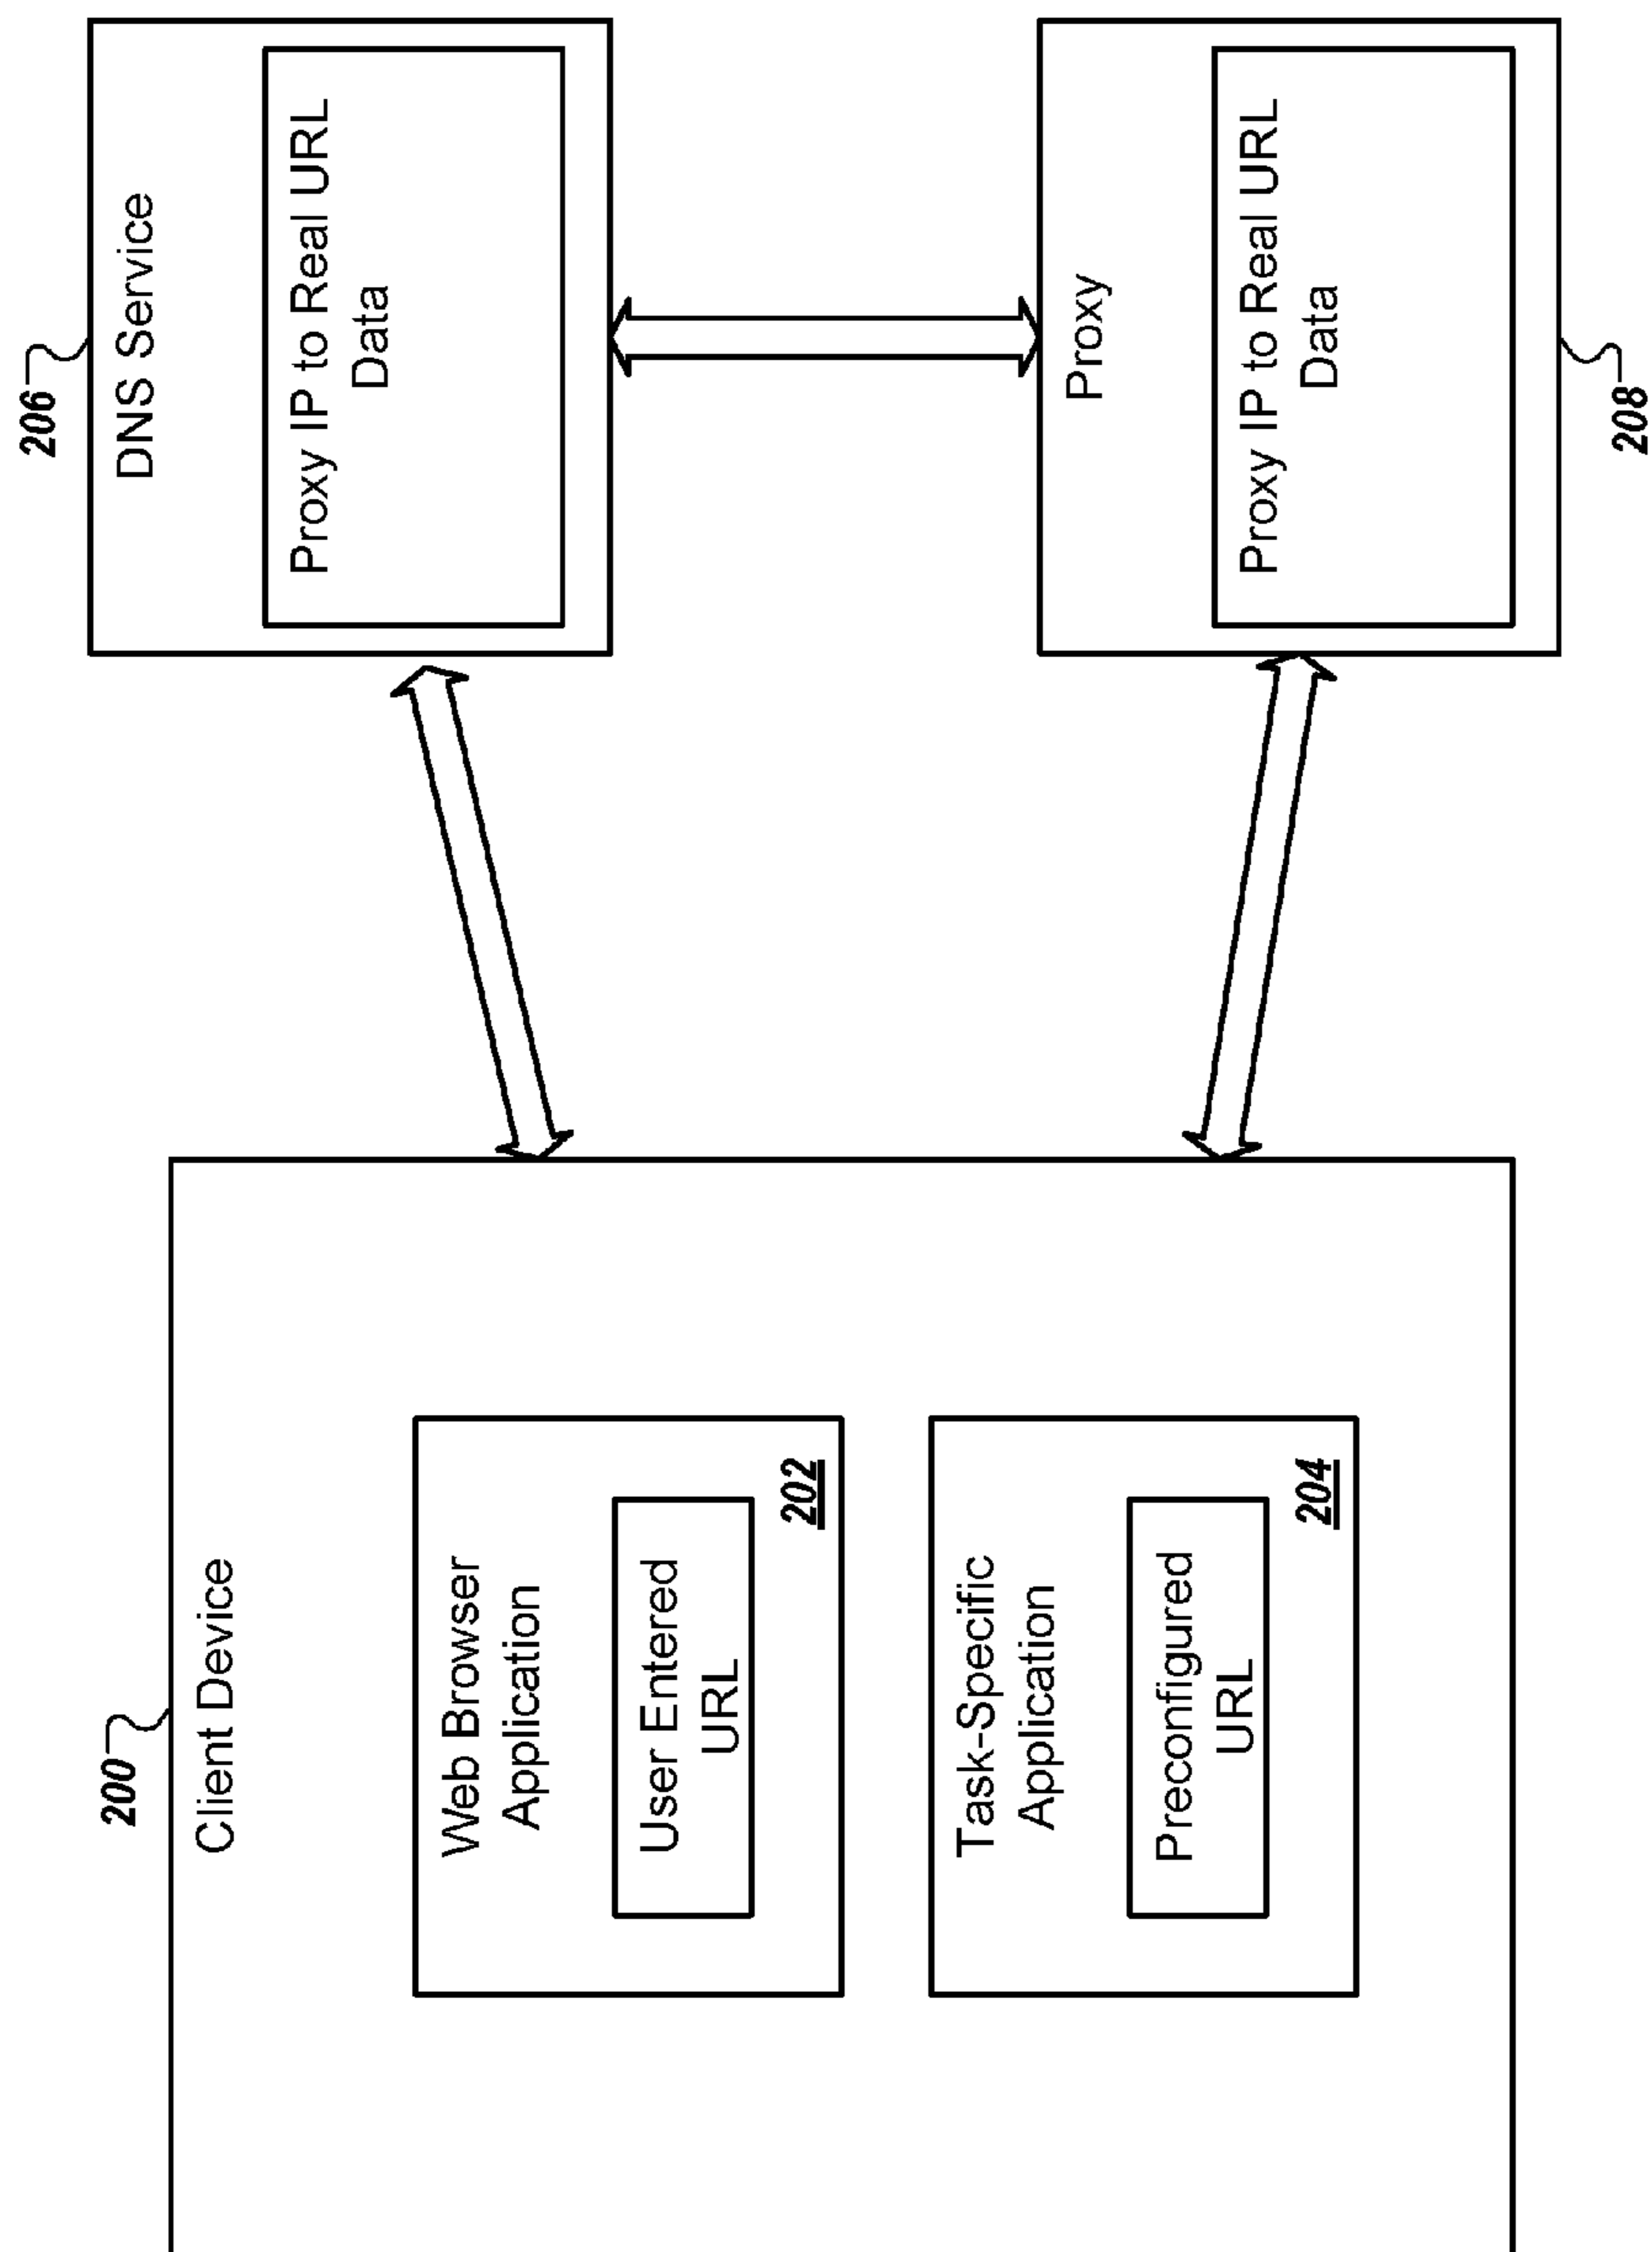 200
Client Device
Web Browser
Application
User Entered
URL
202
Task-Specific
Application
Preconfigured
URL
204
206
DNS Service
Proxy IP to Real URL
Data
Proxy
Proxy IP to Real URL
Data
208